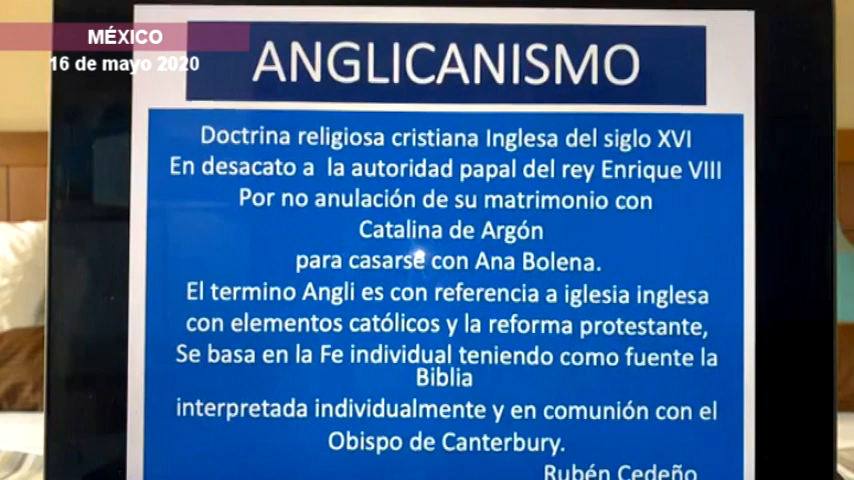 MÉXICO
16 de mayo 2020
ANGLICANISMO
Doctrina religiosa cristiana Inglesa del siglo XVI
En desacato a la autoridad papal del rey Enrique VIII
Por no anulación de su matrimonio con
Catalina de Argón
para casarse con Ana Bolena.
El termino Angli es con referencia a iglesia inglesa
con elementos católicos y la reforma protestante,
Se basa en la Fe individual teniendo como fuente la
Biblia
interpretada individualmente y en comunión con el
Obispo de Canterbury.
Rubén Cedeño